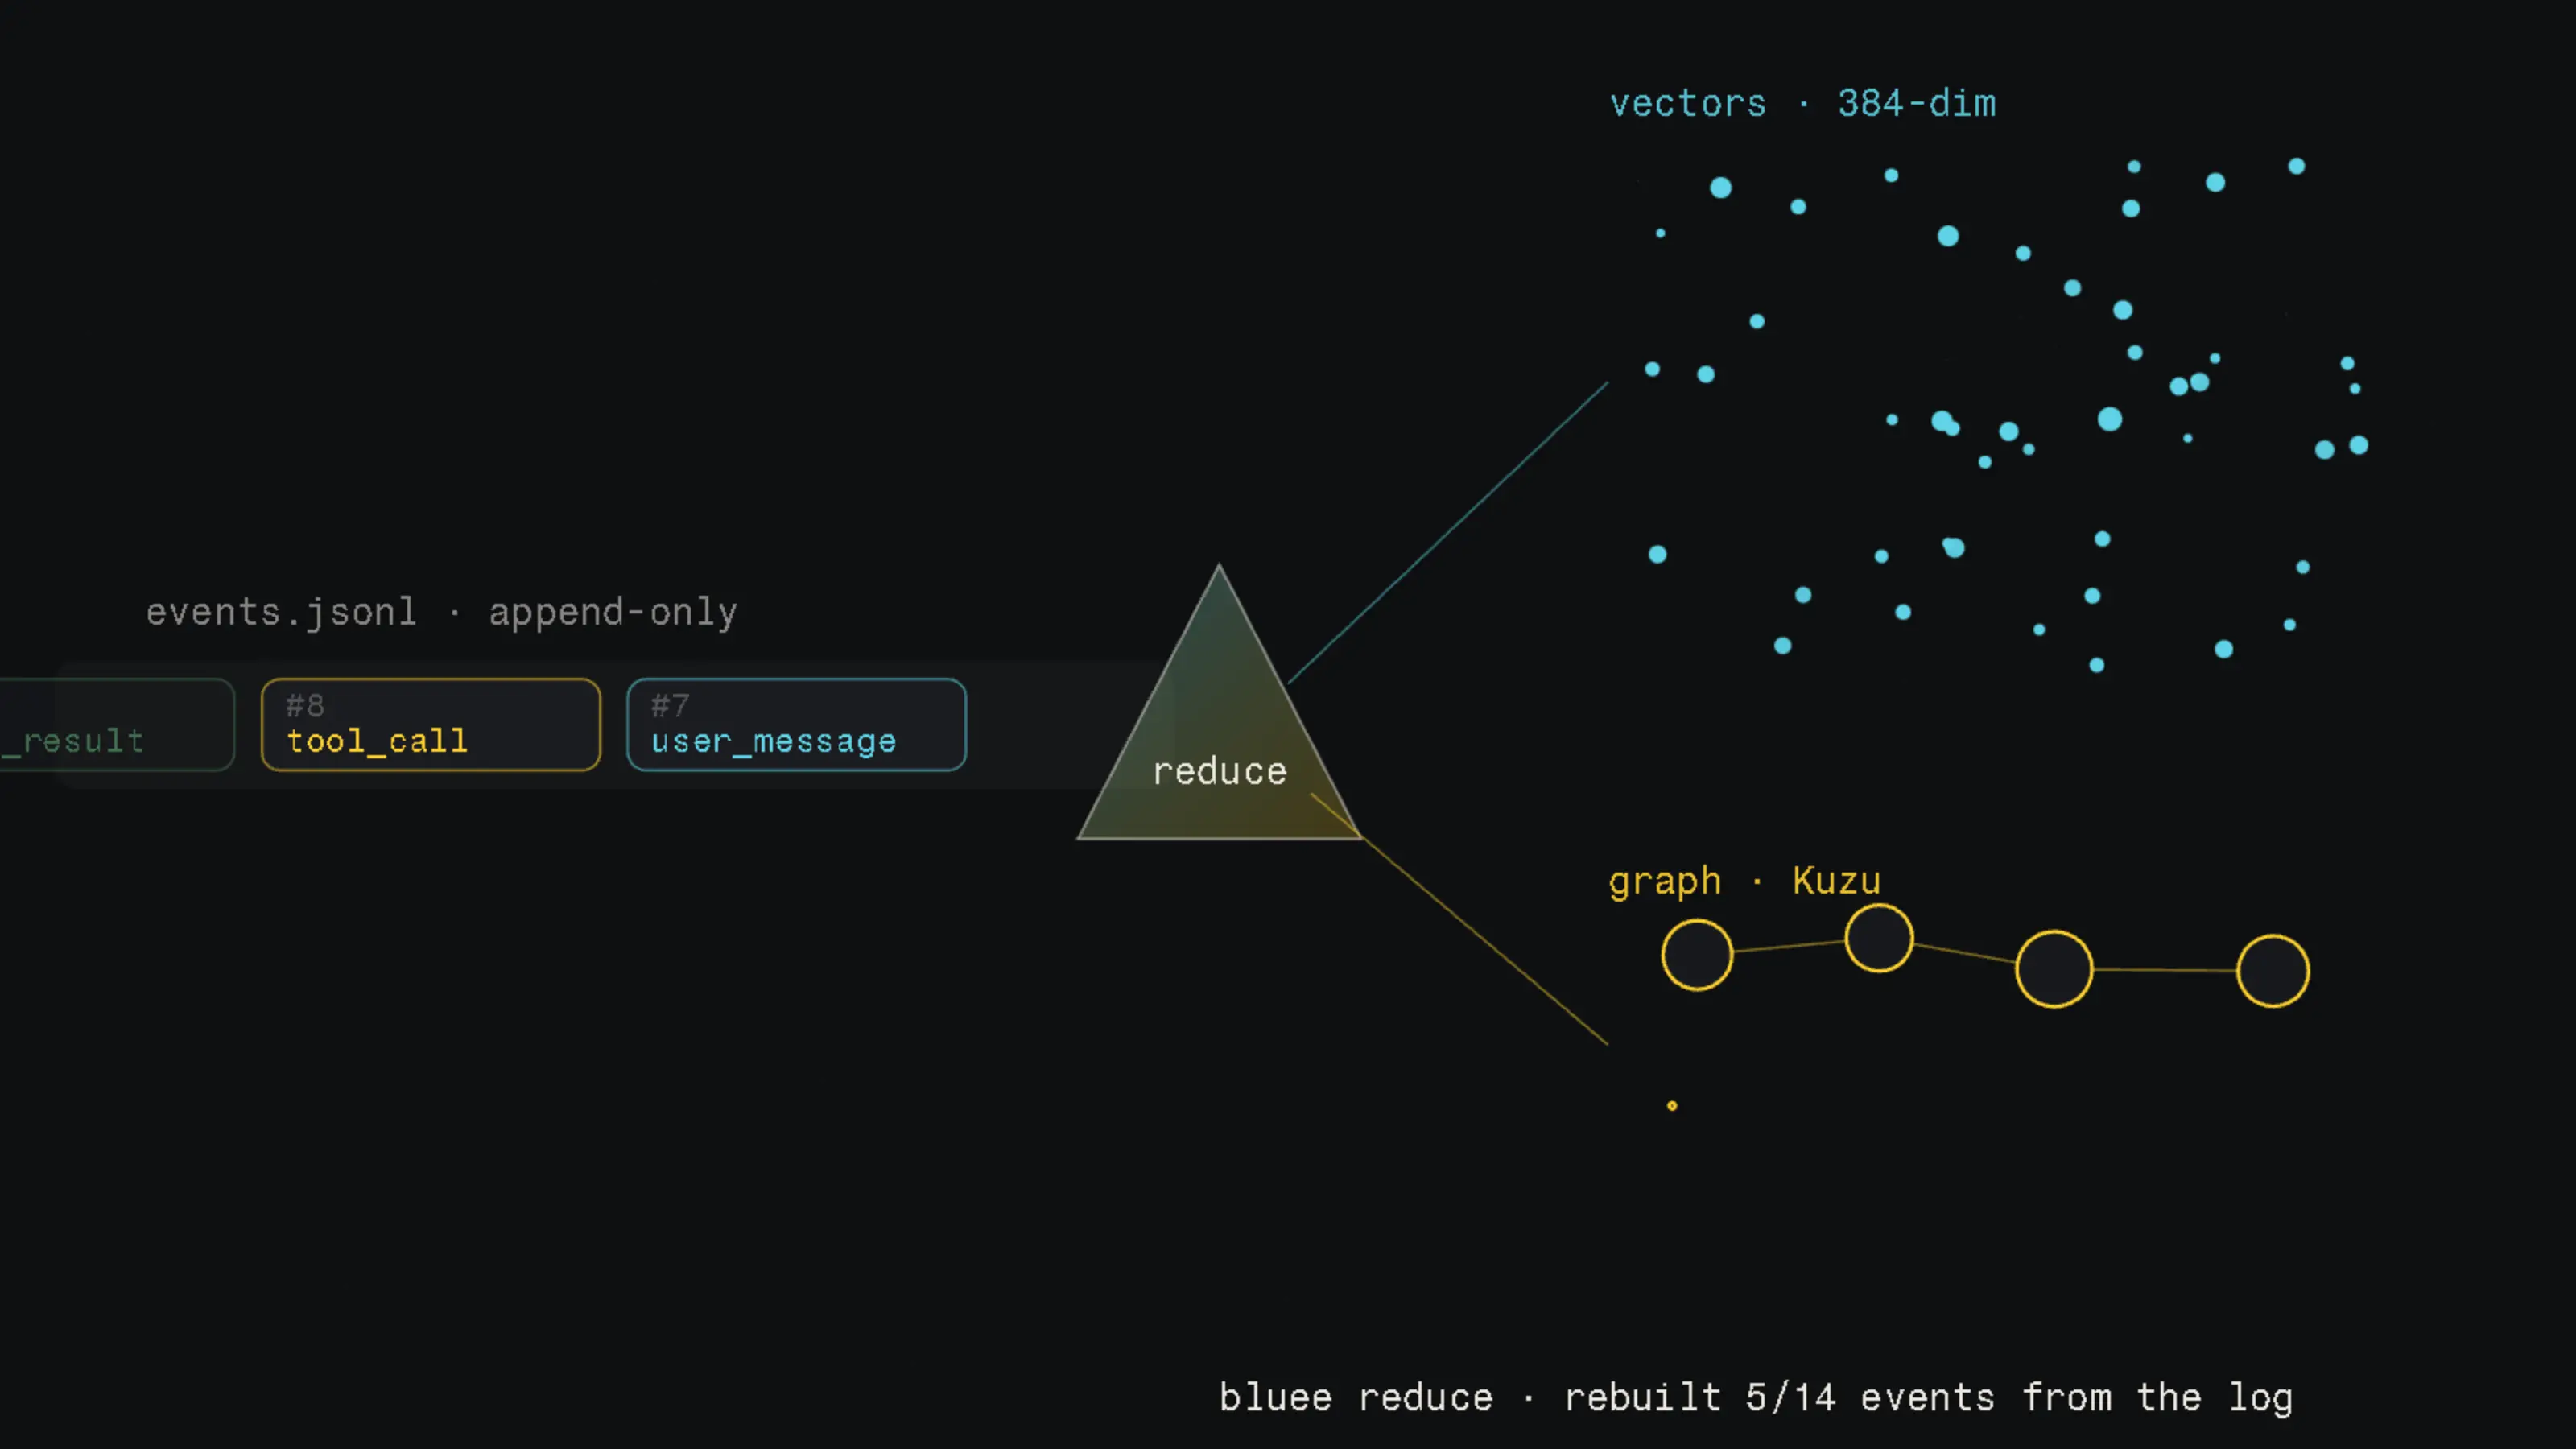 vectors · 384-dim
events.jsonl · append-only
_result
#8
tool_call
#7
user_message
reduce
graph · Kuzu
bluee reduce · rebuilt 5/14 events from the log